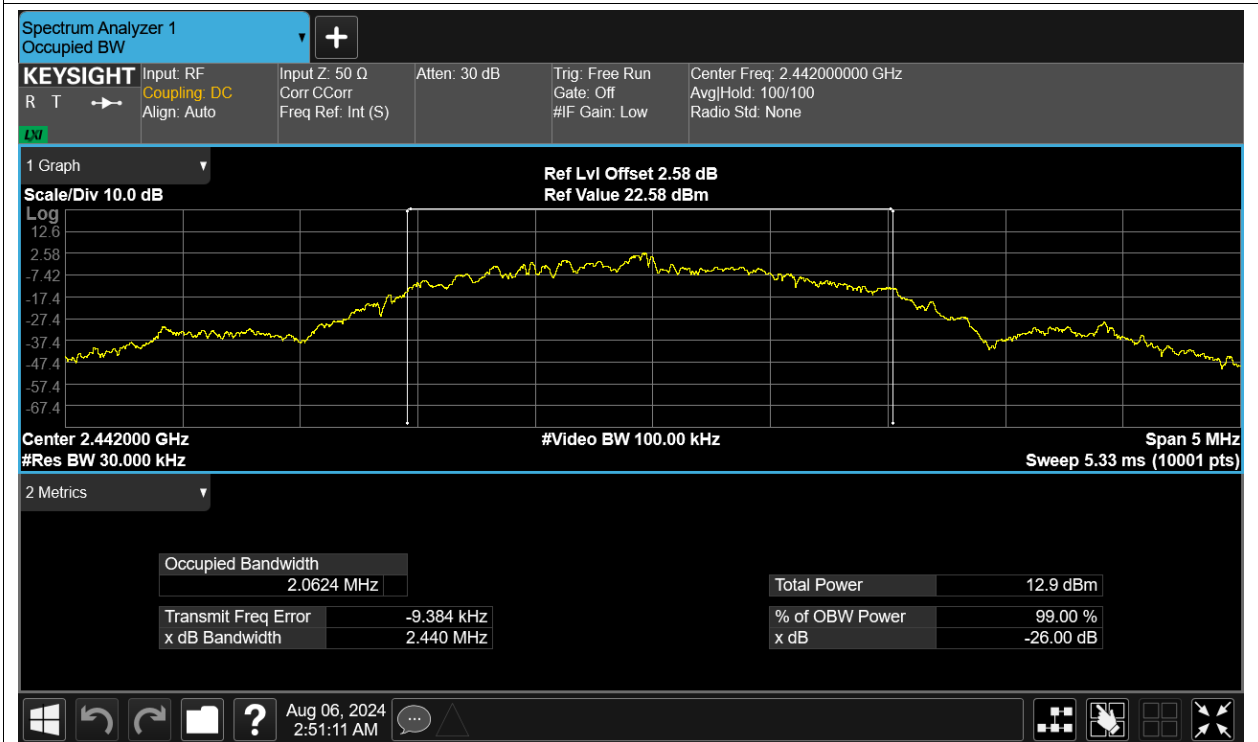 Spectrum Analyzer 1
Occupied BW
KEYSIGHT
R T
LXI
Input: RF
Coupling: DC
Align: Auto
Input Z: 50 Ω
Corr CCorr
Freq Ref: Int (S)
Atten: 30 dB
Trig: Free Run
Gate: Off
#IF Gain: Low
Center Freq: 2.442000000 GHz
Avg|Hold: 100/100
Radio Std: None
1 Graph
Ref Lvl Offset 2.58 dB
Scale/Div 10.0 dB
Ref Value 22.58 dBm
Log
12.6
2.58
-7.42
-17.4
-27.4
-37.4
-47.4
-57.4
-67.4
Center 2.442000 GHz
#Video BW 100.00 kHz
Span 5 MHz
#Res BW 30.000 kHz
Sweep 5.33 ms (10001 pts)
2 Metrics
Occupied Bandwidth
2.0624 MHz
Total Power 12.9 dBm
Transmit Freq Error -9.384 kHz
% of OBW Power 99.00 %
x dB Bandwidth 2.440 MHz
x dB -26.00 dB
?
Aug 06, 2024
2:51:11 AM